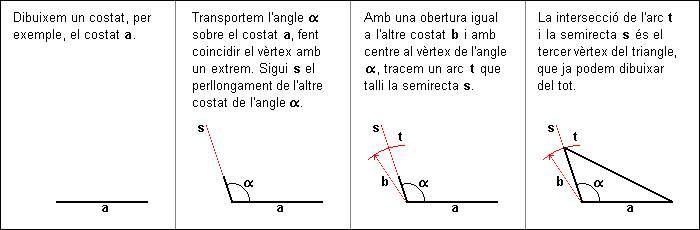 Dibuixem un costat, per
exemple, el costat a.
a
Transportem l'angle α
sobre el costat a, fent
coincidir el vèrtex amb
un extrem. Sigui s el
perllongament de l'altre
costat de l'angle α.
s
α
a
Amb una obertura igual
a l'altre costat b i amb
centre al vèrtex de l'angle
α, tracem un arc t que
talli la semirecta s.
s
t
b
α
a
La intersecció de l'arc t
i la semirecta s és el
tercer vèrtex del triangle,
que ja podem dibuixar
del tot.
s
t
b
α
a